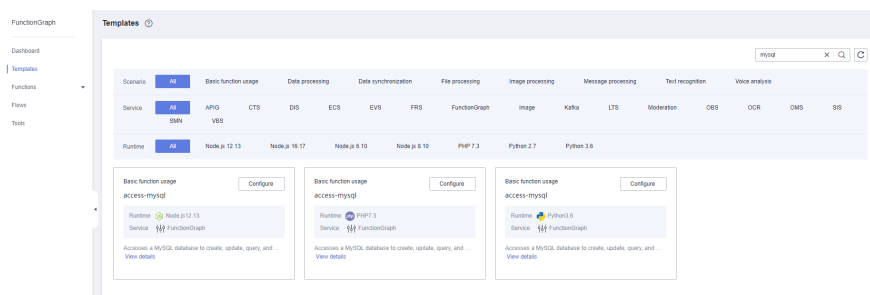 FunctionGraph
Templates
Dashboard
Templates
Functions
Flows
Tools
mysql
Scenario All Basic function usage Data processing Data synchronization File processing Image processing Message processing Text recognition Voice analysis
Service All APIG CTS DIS ECS EVS FRS FunctionGraph Image Kafka LTS Moderation OBS OCR OMS SIS
SMN VBS
Runtime All Node.js 12.13 Node.js 16.17 Node.js 6.10 Node.js 8.10 PHP 7.3 Python 2.7 Python 3.6
Basic function usage
Configure
access-mysql
Runtime Node.js12.13
Service FunctionGraph
Accesses a MySQL database to create, update, query, and ...
View details
Basic function usage
Configure
access-mysql
Runtime php PHP7.3
Service FunctionGraph
Accesses a MySQL database to create, update, query, and ...
View details
Basic function usage
Configure
access-mysql
Runtime Python3.6
Service FunctionGraph
Accesses a MySQL database to create, update, query, and ...
View details